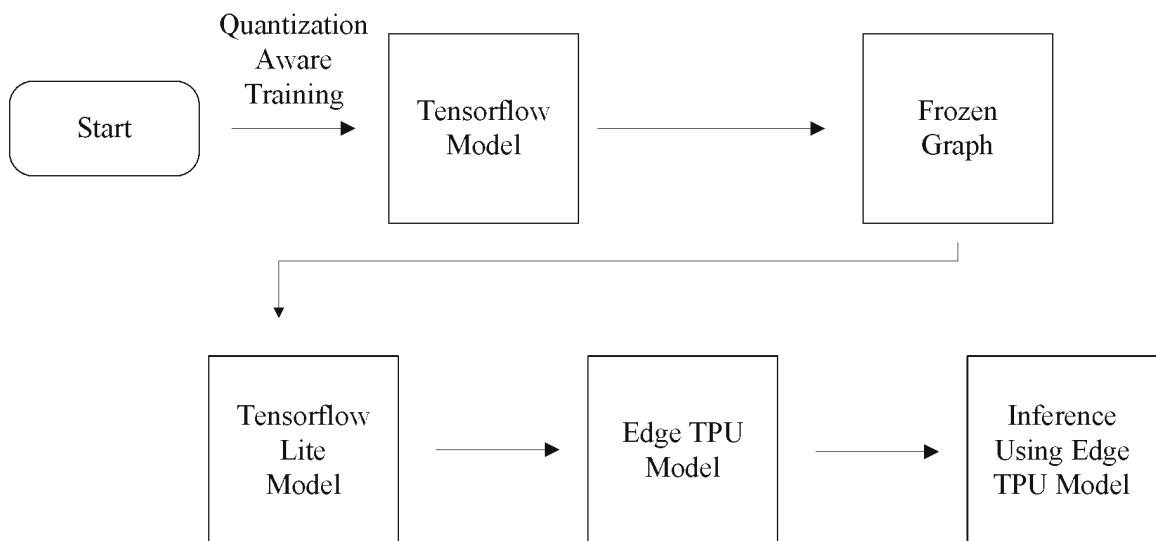 Start
Quantization
Aware
Training
Tensorflow
Model
Frozen
Graph
Tensorflow
Lite
Model
Edge TPU
Model
Inference
Using Edge
TPU Model